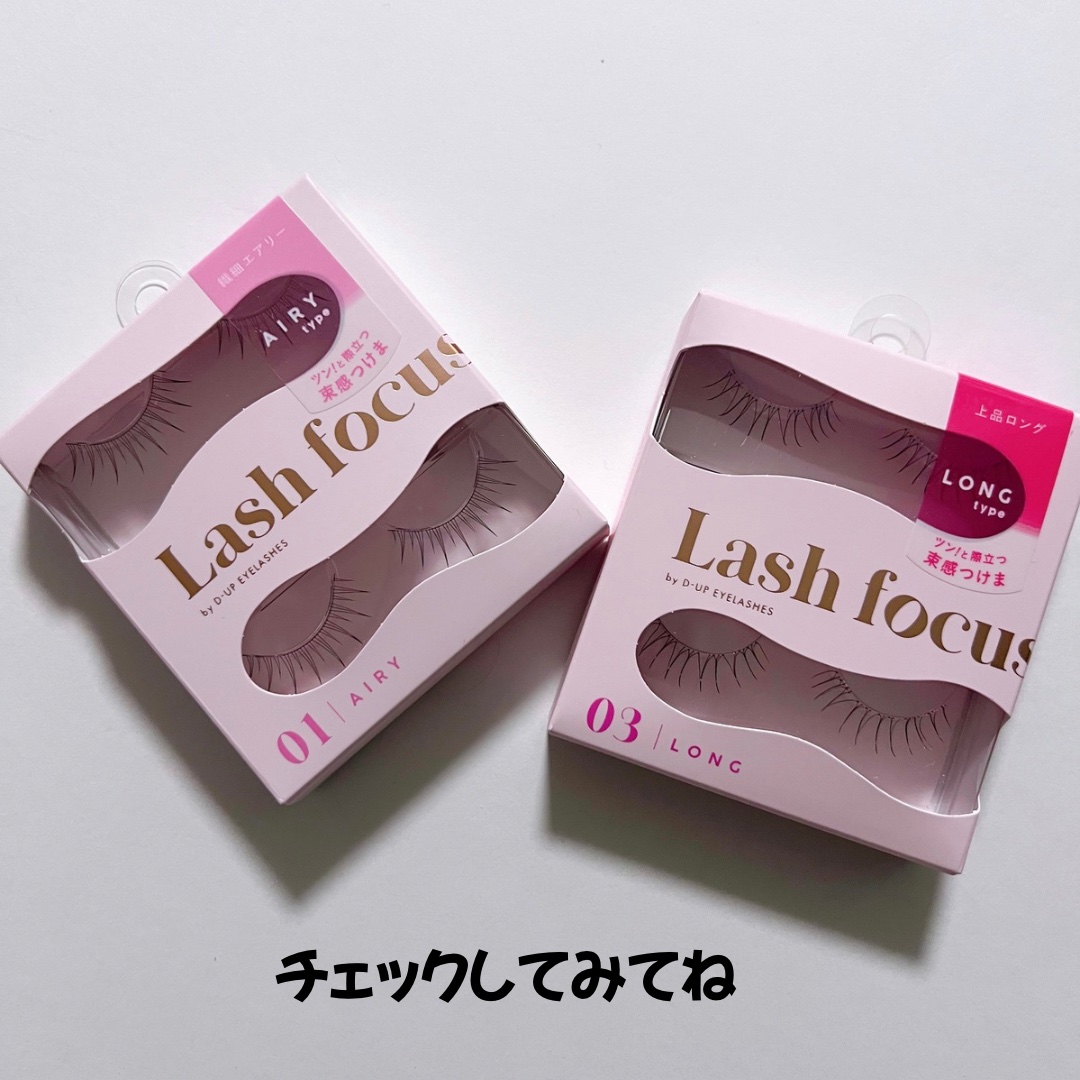 繊細エアリー
AIRY
type
ツン!と際立つ
束感つけま
Lash focus
by D-UP EYELASHES
01 | AIRY
上品ロング
LONG
type
ツン!と際立つ
束感つけま
Lash focus
by D-UP EYELASHES
03 | LONG
チェックしてみてね